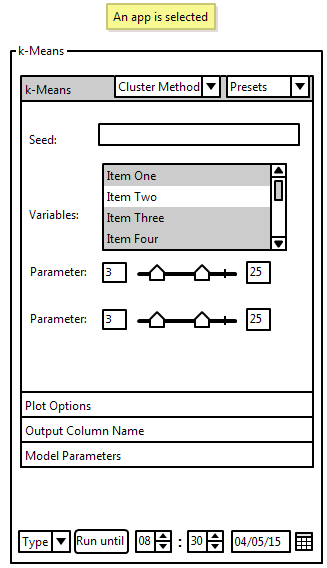 An app is selected
k-Means
k-Means Cluster Method Presets
Seed:
Item One
Item Two
Variables:
Item Three
Item Four
Parameter: 3 25
Parameter: 3 25
Plot Options
Output Column Name
Model Parameters
Type Run until 08 : 30 04/05/15